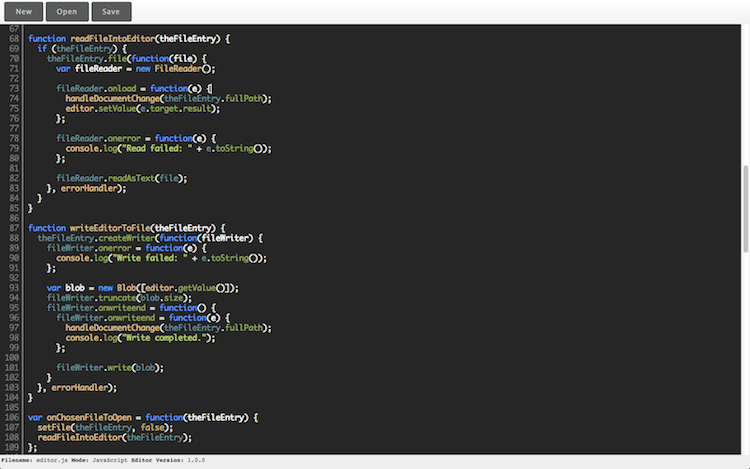 New Open Save
67
68 function readFileIntoEditor(theFileEntry) {
69   if (theFileEntry) {
70     theFileEntry.file(function(file) {
71       var fileReader = new FileReader();
72
73       fileReader.onload = function(e) {
74         handleDocumentChange(theFileEntry.fullPath);
75         editor.setValue(e.target.result);
76       };
77
78       fileReader.onerror = function(e) {
79         console.log("Read failed: " + e.toString());
80       };
81
82       fileReader.readAsText(file);
83     }, errorHandler);
84   }
85 }
86
87 function writeEditorToFile(theFileEntry) {
88   theFileEntry.createWriter(function(fileWriter) {
89     fileWriter.onerror = function(e) {
90       console.log("Write failed: " + e.toString());
91     };
92
93     var blob = new Blob([editor.getValue()]);
94     fileWriter.truncate(blob.size);
95     fileWriter.onwriteend = function() {
96       fileWriter.onwriteend = function(e) {
97         handleDocumentChange(theFileEntry.fullPath);
98         console.log("Write completed.");
99       };
100
101       fileWriter.write(blob);
102     }
103   }, errorHandler);
104 }
105
106 var onChosenFileToOpen = function(theFileEntry) {
107   setFile(theFileEntry, false);
108   readFileIntoEditor(theFileEntry);
109 };
Filename: editor.js Mode: JavaScript Editor Version: 1.0.0